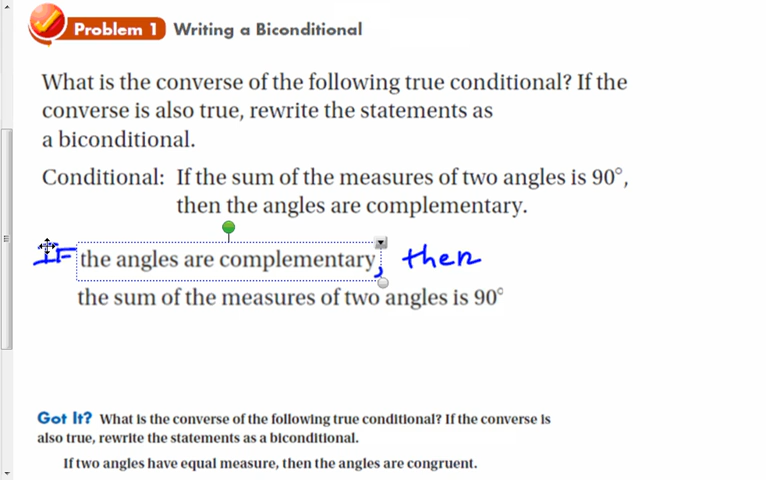 Problem 1 Writing a Biconditional
What is the converse of the following true conditional? If the
converse is also true, rewrite the statements as
a biconditional.
Conditional: If the sum of the measures of two angles is 90°,
then the angles are complementary.
IF the angles are complementary, then
the sum of the measures of two angles is 90°
Got It? What is the converse of the following true conditional? If the converse is
also true, rewrite the statements as a biconditional.
If two angles have equal measure, then the angles are congruent.